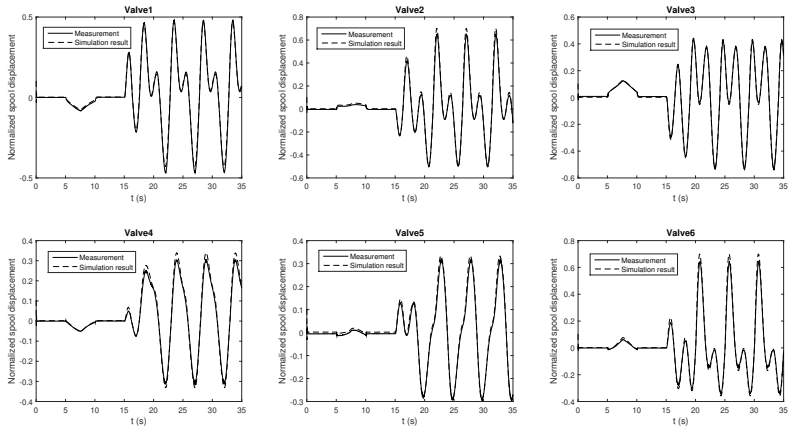 Valve1
Normalized spool displacement
0.5
0
-0.5
Measurement
Simulation result
0 5 10 15 20 25 30 35
t (s)
Valve2
Normalized spool displacement
0.8
0.6
0.4
0.2
0
-0.2
-0.4
-0.6
Measurement
Simulation result
0 5 10 15 20 25 30 35
t (s)
Valve3
Normalized spool displacement
0.6
0.4
0.2
0
-0.2
-0.4
-0.6
Measurement
Simulation result
0 5 10 15 20 25 30 35
t (s)
Valve4
Normalized spool displacement
0.4
0.3
0.2
0.1
0
-0.1
-0.2
-0.3
-0.4
Measurement
Simulation result
0 5 10 15 20 25 30 35
t (s)
Valve5
Normalized spool displacement
0.4
0.3
0.2
0.1
0
-0.1
-0.2
-0.3
Measurement
Simulation result
0 5 10 15 20 25 30 35
t (s)
Valve6
Normalized spool displacement
0.8
0.6
0.4
0.2
0
-0.2
-0.4
Measurement
Simulation result
0 5 10 15 20 25 30 35
t (s)